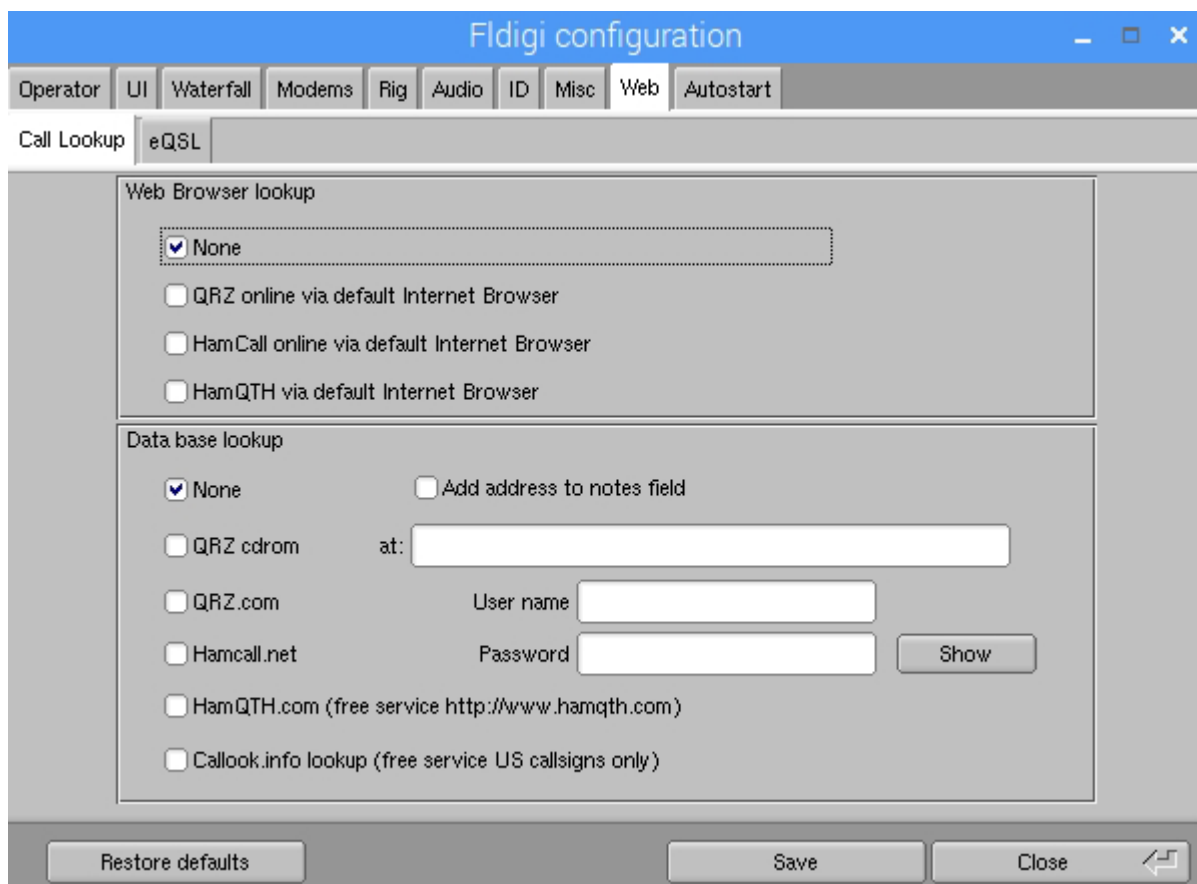 Fldigi configuration
Operator UI Waterfall Modems Rig Audio ID Misc Web Autostart
Call Lookup eQSL
Web Browser lookup
None
QRZ online via default Internet Browser
HamCall online via default Internet Browser
HamQTH via default Internet Browser
Data base lookup
None Add address to notes field
QRZ cdrom at:
QRZ.com User name
Hamcall.net Password Show
HamQTH.com (free service http://www.hamqth.com)
Callook.info lookup (free service US callsigns only)
Restore defaults Save Close